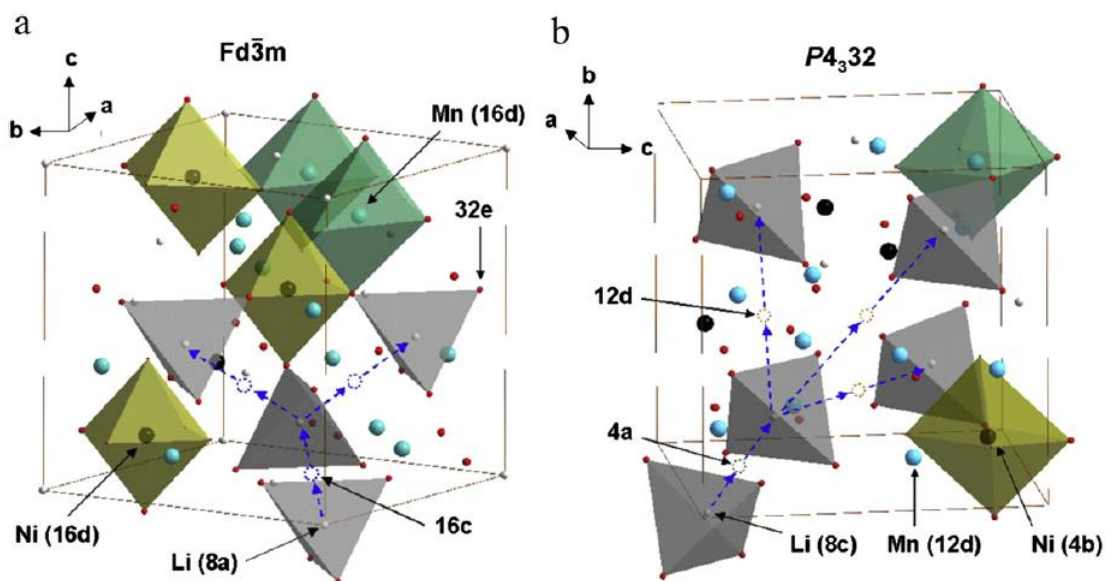 a
Fd3̄m
c
a
b
Mn (16d)
32e
Ni (16d)
Li (8a)
16c
b
P4₃32
b
a
c
12d
4a
Li (8c)
Mn (12d)
Ni (4b)